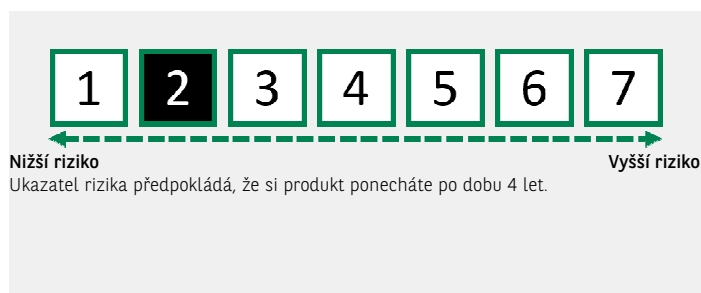 1 2 3 4 5 6 7
Nižší riziko Vyšší riziko
Ukazatel rizika předpokládá, že si produkt ponecháte po dobu 4 let.